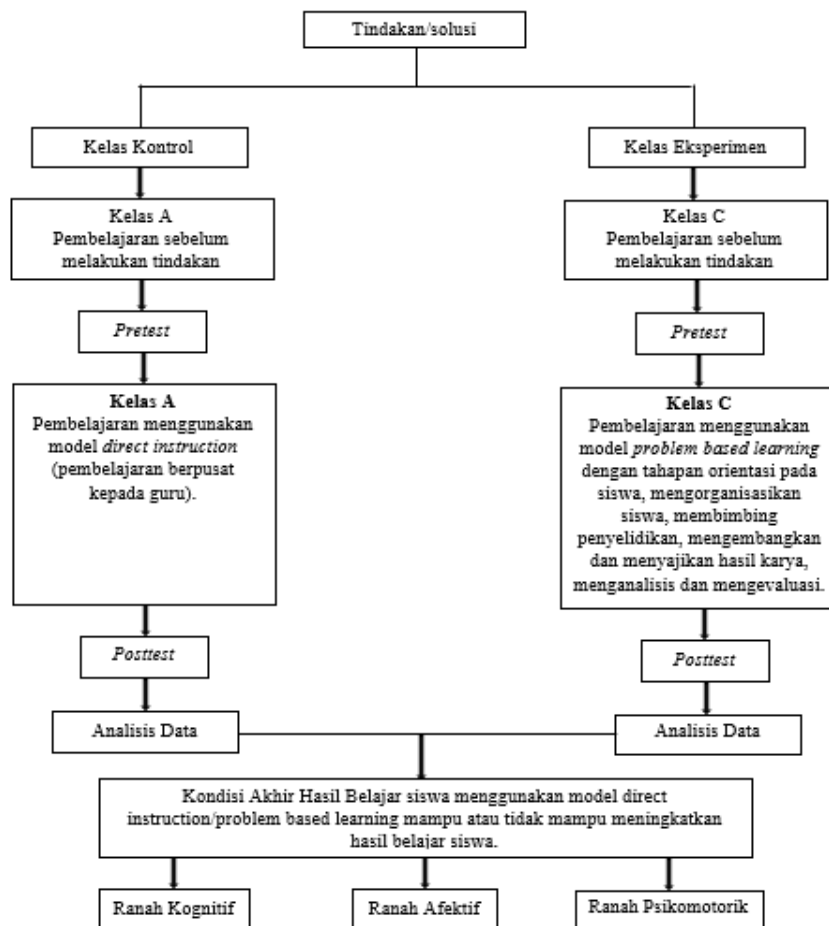 Tindakan/solusi
Kelas Kontrol
Kelas Eksperimen
Kelas A
Pembelajaran sebelum
melakukan tindakan
Kelas C
Pembelajaran sebelum
melakukan tindakan
Pretest
Pretest
Kelas A
Pembelajaran menggunakan
model direct instruction
(pembelajaran berpusat
kepada guru).
Kelas C
Pembelajaran menggunakan
model problem based learning
dengan tahapan orientasi pada
siswa, mengorganisasikan
siswa, membimbing
penyelidikan, mengembangkan
dan menyajikan hasil karya,
menganalisis dan mengevaluasi.
Posttest
Posttest
Analisis Data
Analisis Data
Kondisi Akhir Hasil Belajar siswa menggunakan model direct
instruction/problem based learning mampu atau tidak mampu meningkatkan
hasil belajar siswa.
Ranah Kognitif
Ranah Afektif
Ranah Psikomotorik